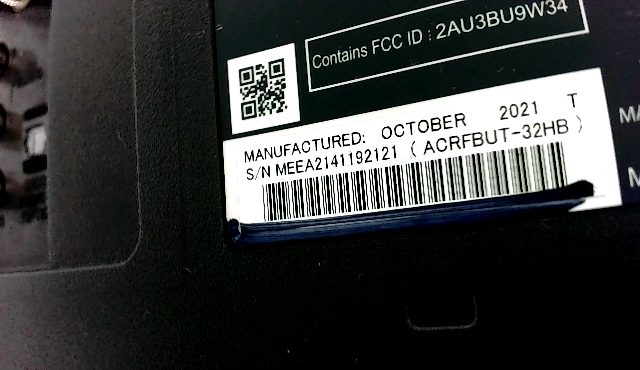 Contains FCC ID : 2AU3BU9W34
MANUFACTURED: OCTOBER 2021 T
S/N MEEA2141192121 ( ACRFBUT-32HB )